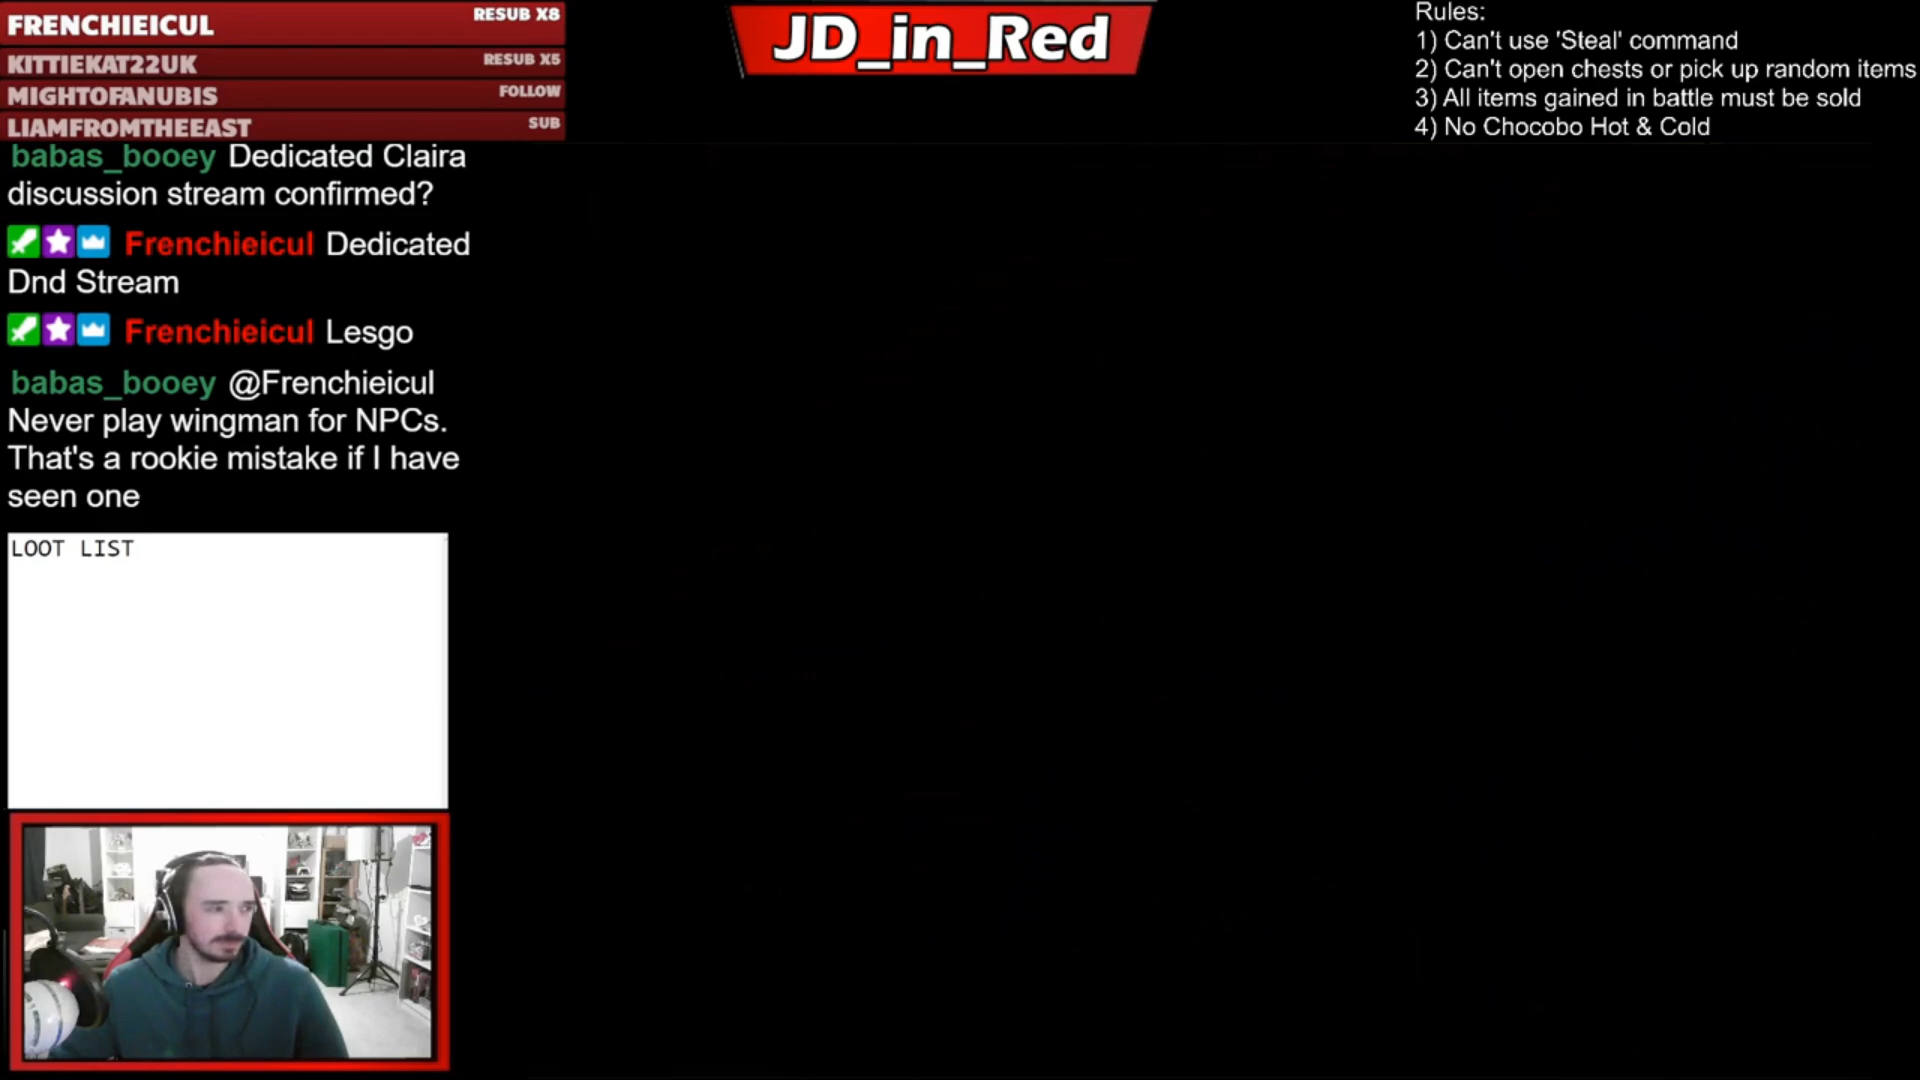 FRENCHIEICUL RESUB X8
KITTIEKAT22UK RESUB X5
MIGHTOFANUBIS FOLLOW
LIAMFROMTHEEAST SUB
babas_booey Dedicated Claira
discussion stream confirmed?
Frenchieicul Dedicated
Dnd Stream
Frenchieicul Lesgo
babas_booey @Frenchieicul
Never play wingman for NPCs.
That's a rookie mistake if I have
seen one
LOOT LIST
JD_in_Red
Rules:
1) Can't use 'Steal' command
2) Can't open chests or pick up random items
3) All items gained in battle must be sold
4) No Chocobo Hot & Cold